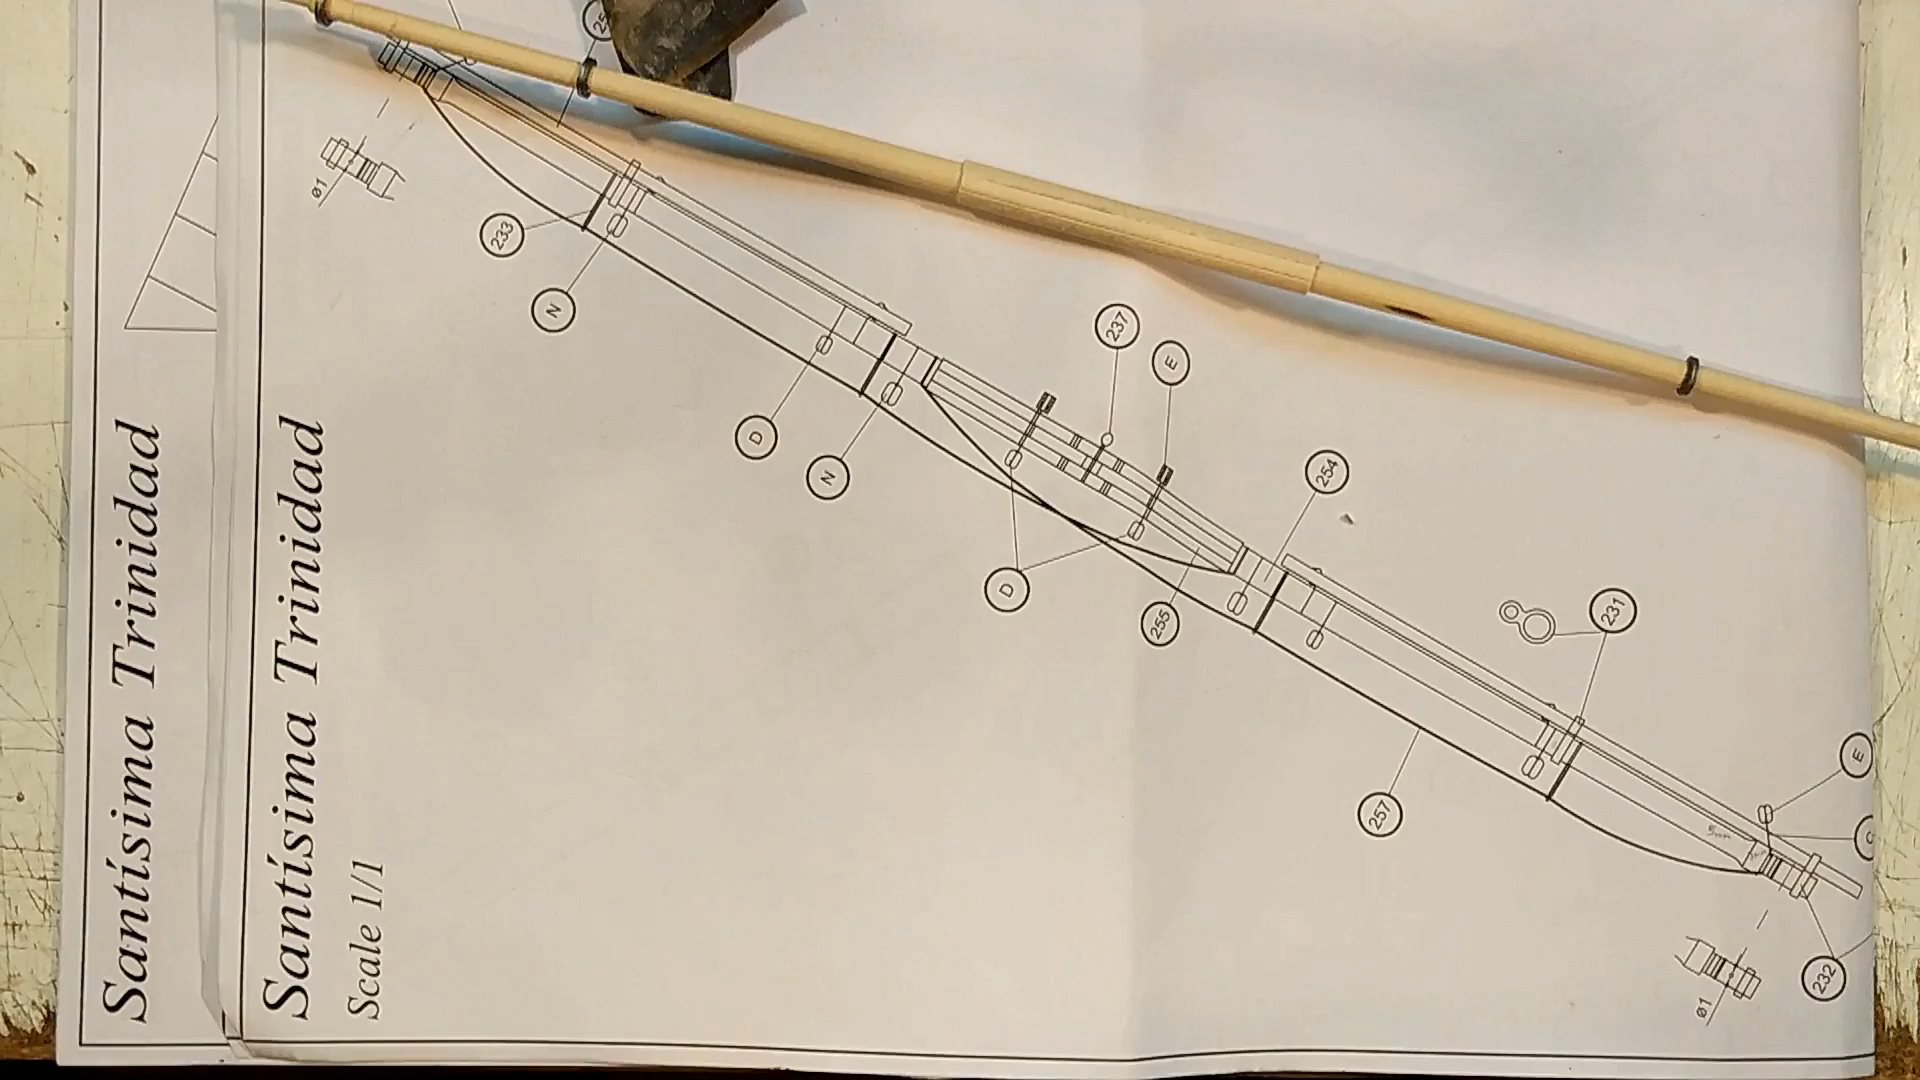 Santísima Trinidad
Santísima Trinidad
Scale 1/1
ø1
233
N
D
N
237
E
D
255
254
231
257
E
232
ø1